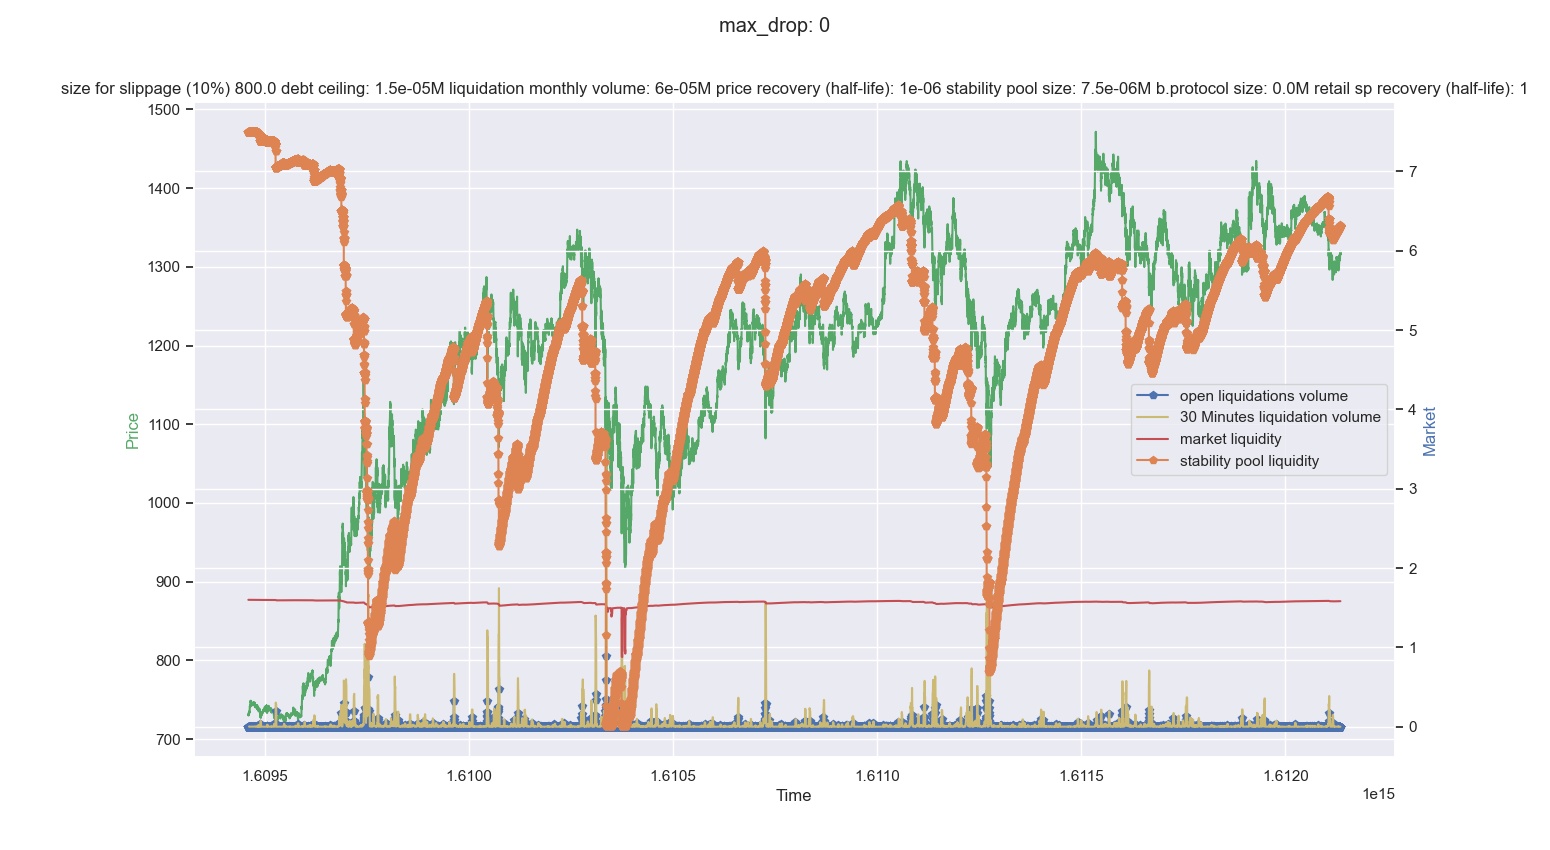 max_drop: 0
size for slippage (10%) 800.0 debt ceiling: 1.5e-05M liquidation monthly volume: 6e-05M price recovery (half-life): 1e-06 stability pool size: 7.5e-06M b.protocol size: 0.0M retail sp recovery (half-life): 1
1500
1400
1300
1200
1100
1000
900
800
700
Price
7
6
5
4
3
2
1
0
Market
open liquidations volume
30 Minutes liquidation volume
market liquidity
stability pool liquidity
1.6095 1.6100 1.6105 1.6110 1.6115 1.6120
Time
1e15